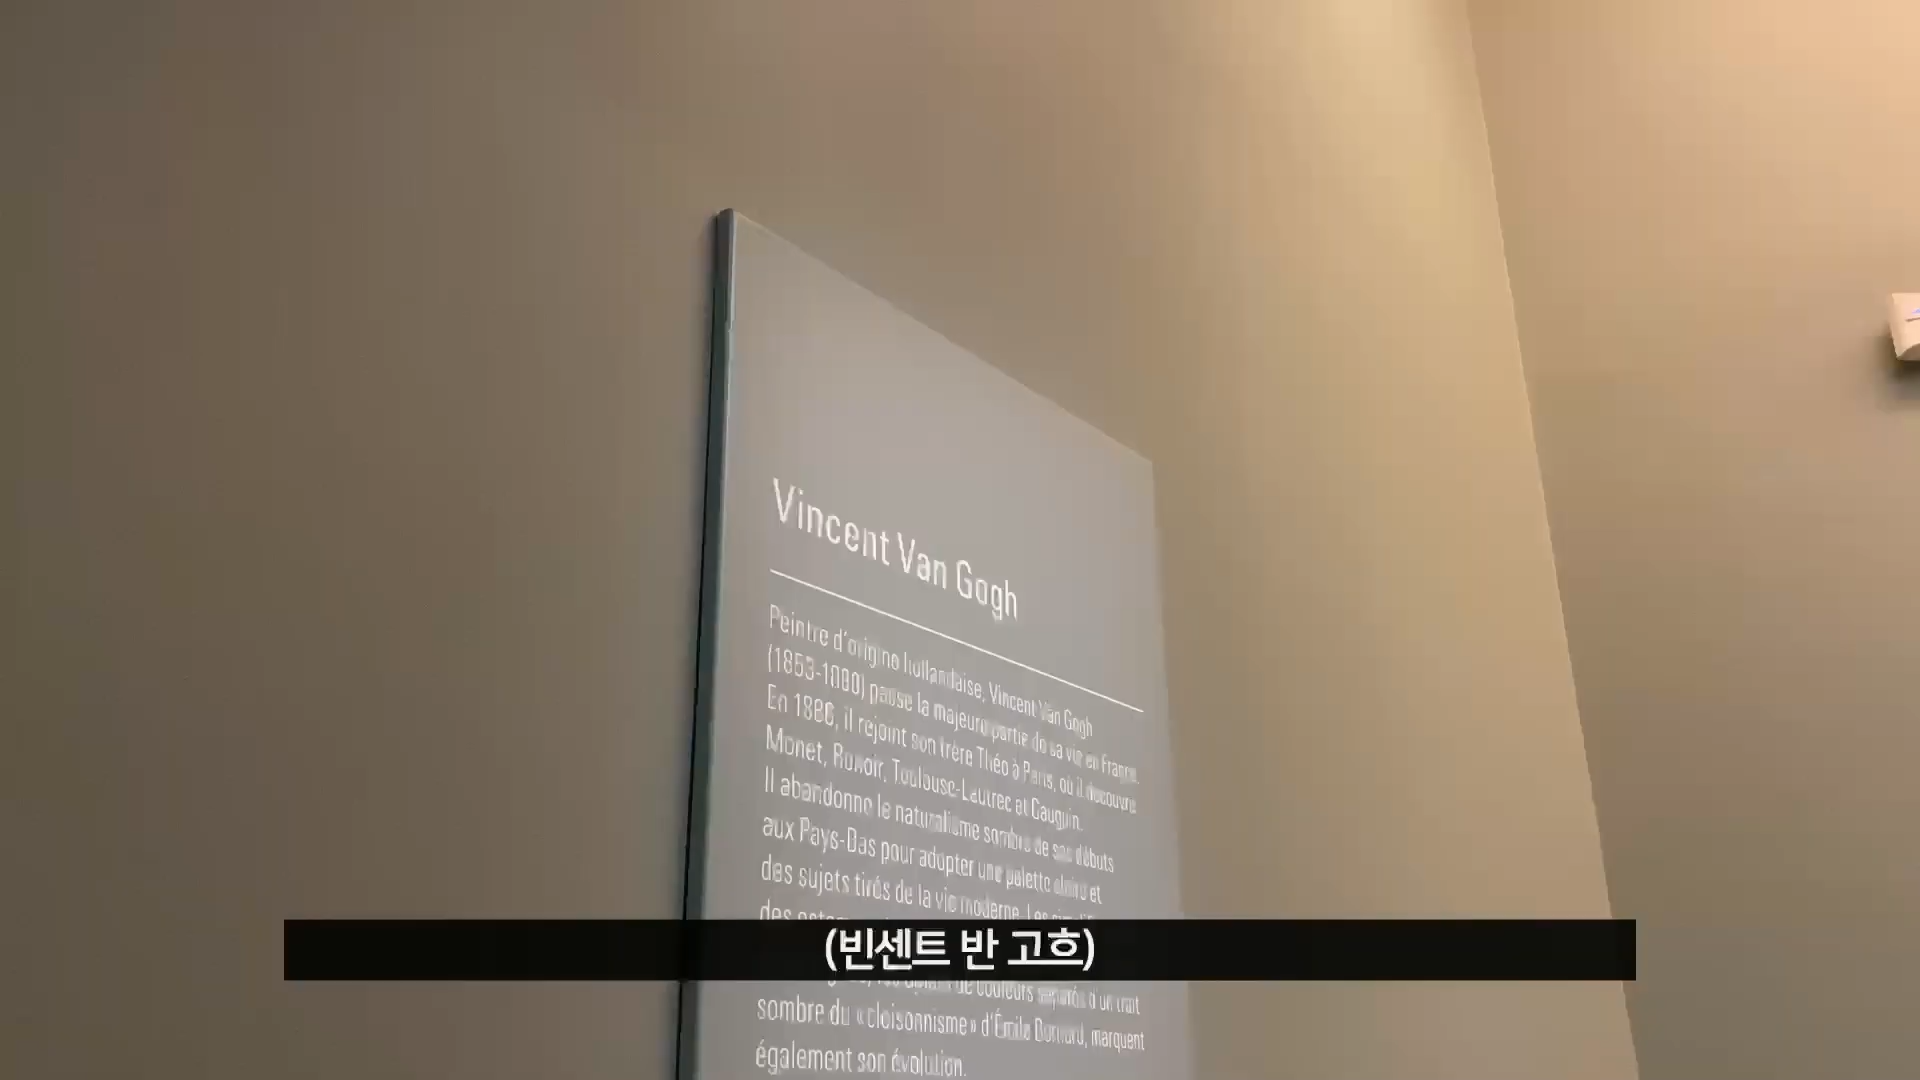 Vincent Van Gogh
Peintre d'origine hollandaise, Vincent Van Gogh
(1853-1890) passe la majeure partie de sa vie en France.
En 1886, il rejoint son frère Théo à Paris, où il découvre
Monet, Renoir, Toulouse-Lautrec et Gauguin.
Il abandonne le naturalisme sombre de ses débuts
aux Pays-Bas pour adopter une palette claire et
des sujets tirés de la vie moderne. Les
des
(빈센트 반 고흐)
de couleurs séparés d'un trait
sombre du « cloisonnisme » d'Émile Bernard, marquent
également son évolution.